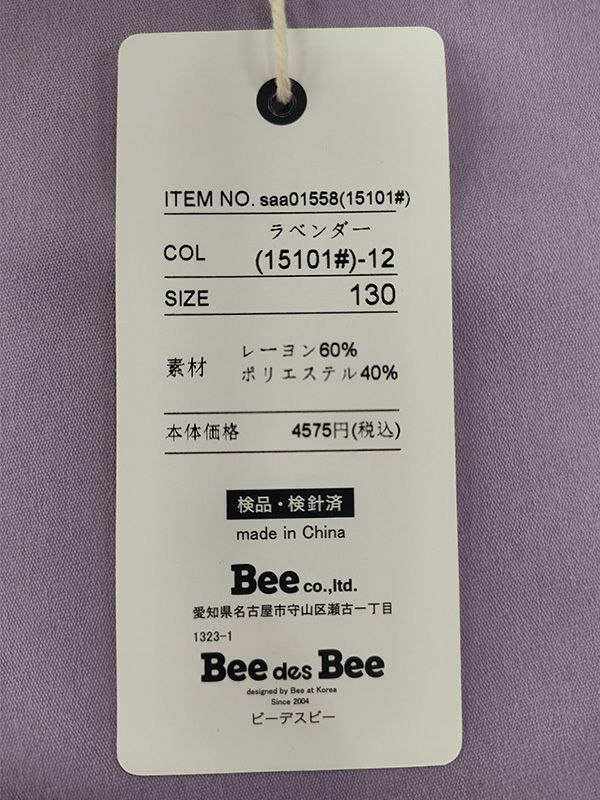 ITEM NO. saa01558(15101#)
ラベンダー
COL (15101#)-12
SIZE 130
素材 レーヨン60%
ポリエステル40%
本体価格 4575円(税込)
検品・検針済
made in China
Bee co.,ltd.
愛知県名古屋市守山区瀬古一丁目
1323-1
Bee des Bee
designed by Bee at Korea
Since 2004
ビーデスビー